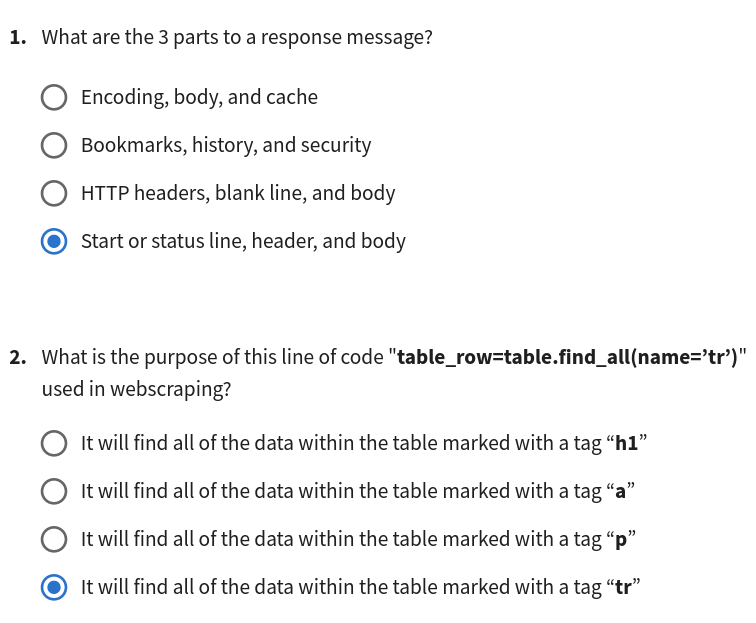 1. What are the 3 parts to a response message?
Encoding, body, and cache
Bookmarks, history, and security
HTTP headers, blank line, and body
Start or status line, header, and body
2. What is the purpose of this line of code "table_row=table.find_all(name=’tr’)"
used in webscraping?
It will find all of the data within the table marked with a tag “h1”
It will find all of the data within the table marked with a tag “a”
It will find all of the data within the table marked with a tag “p”
It will find all of the data within the table marked with a tag “tr”